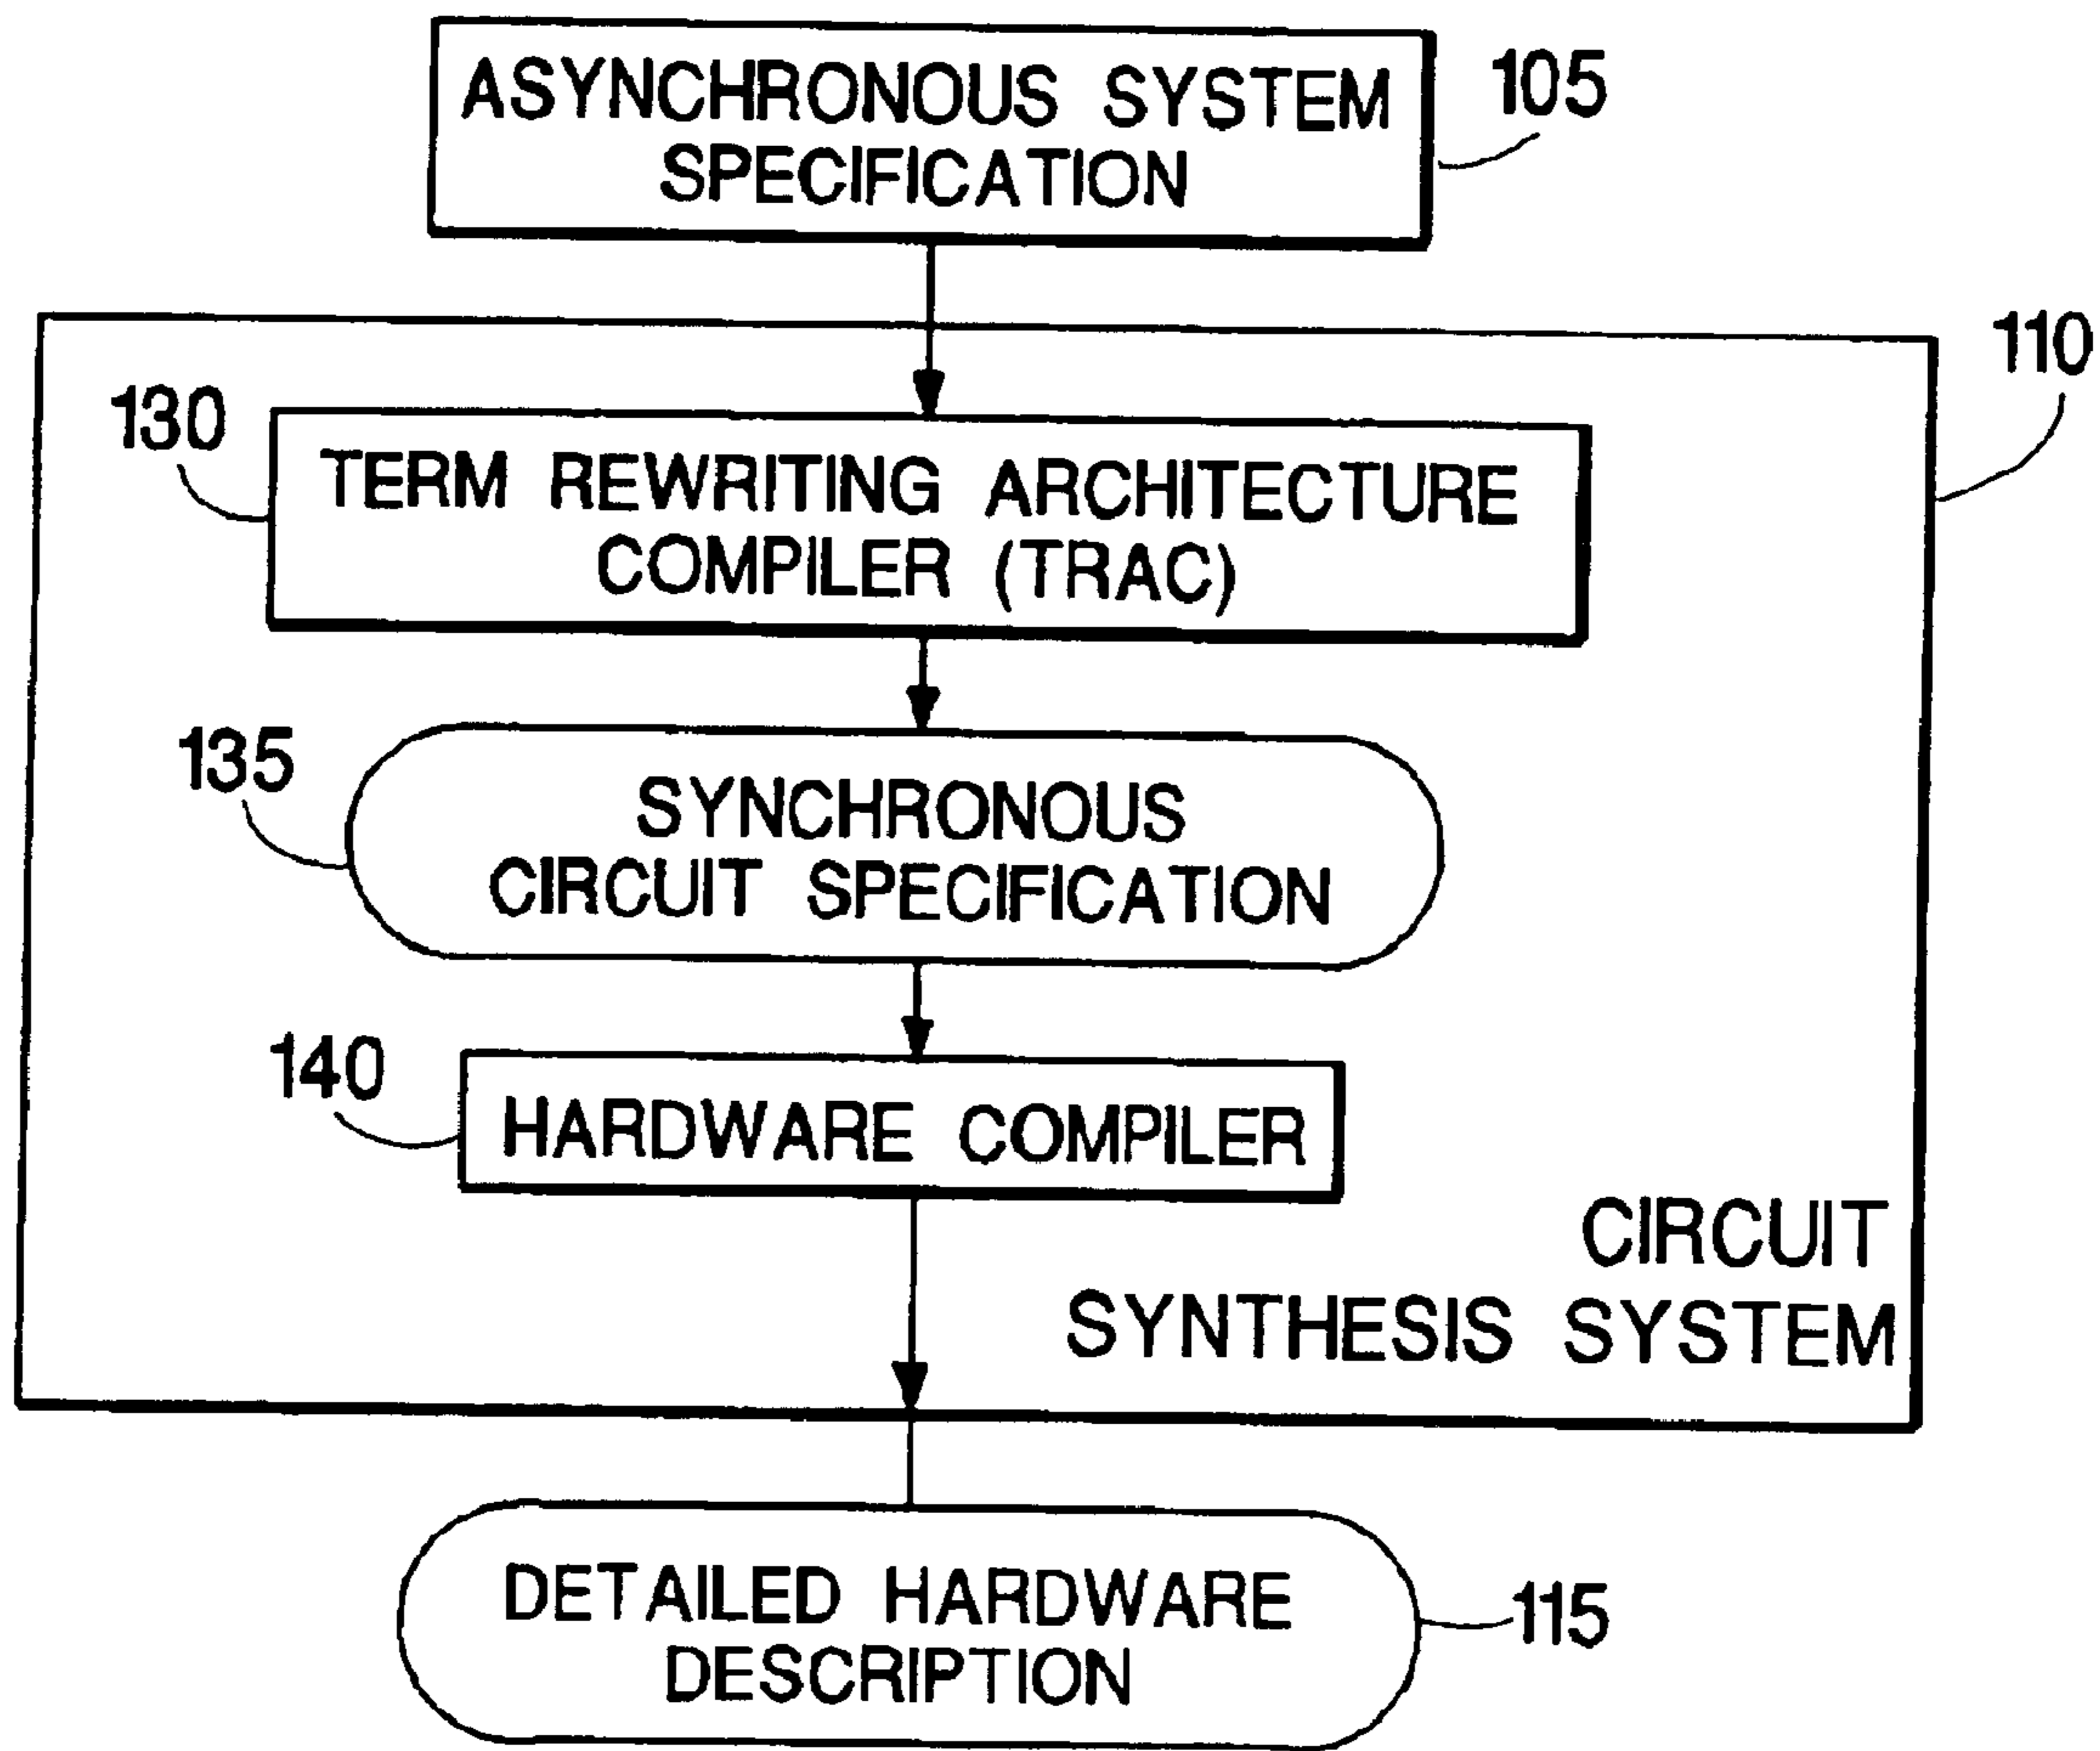 ASYNCHRONOUS SYSTEM
SPECIFICATION
105
110
130
TERM REWRITING ARCHITECTURE
COMPILER (TRAC)
135
SYNCHRONOUS
CIRCUIT SPECIFICATION
140
HARDWARE COMPILER
CIRCUIT
SYNTHESIS SYSTEM
DETAILED HARDWARE
DESCRIPTION
115